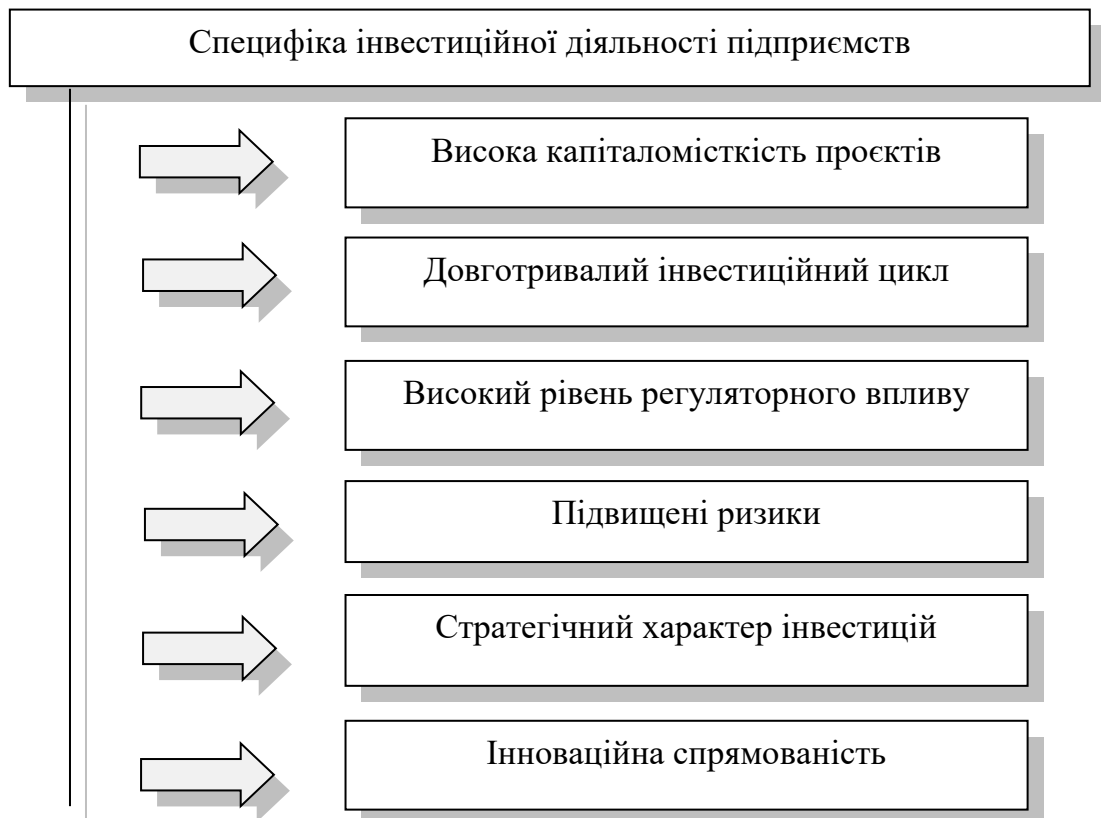 Специфіка інвестиційної діяльності підприємств
Висока капіталомісткість проєктів
Довготривалий інвестиційний цикл
Високий рівень регуляторного впливу
Підвищені ризики
Стратегічний характер інвестицій
Інноваційна спрямованість